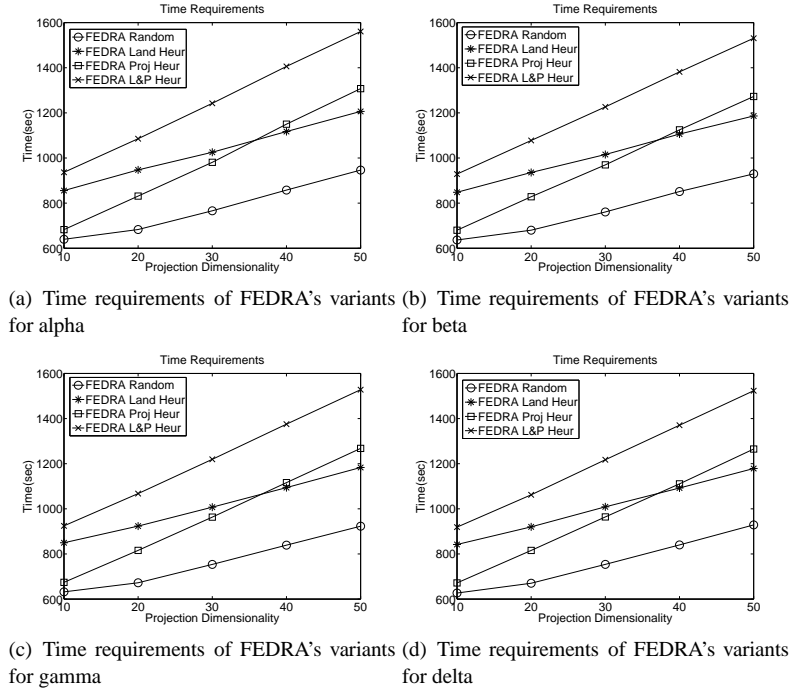 Time Requirements
FEDRA Random
FEDRA Land Heur
FEDRA Proj Heur
FEDRA L&P Heur
Time(sec)
1600
1400
1200
1000
800
600
10 20 30 40 50
Projection Dimensionality
(a) Time requirements of FEDRA's variants
for alpha
Time Requirements
FEDRA Random
FEDRA Land Heur
FEDRA Proj Heur
FEDRA L&P Heur
Time(sec)
1600
1400
1200
1000
800
600
10 20 30 40 50
Projection Dimensionality
(b) Time requirements of FEDRA's variants
for beta
Time Requirements
FEDRA Random
FEDRA Land Heur
FEDRA Proj Heur
FEDRA L&P Heur
Time(sec)
1600
1400
1200
1000
800
600
10 20 30 40 50
Projection Dimensionality
(c) Time requirements of FEDRA's variants
for gamma
Time Requirements
FEDRA Random
FEDRA Land Heur
FEDRA Proj Heur
FEDRA L&P Heur
Time(sec)
1600
1400
1200
1000
800
600
10 20 30 40 50
Projection Dimensionality
(d) Time requirements of FEDRA's variants
for delta